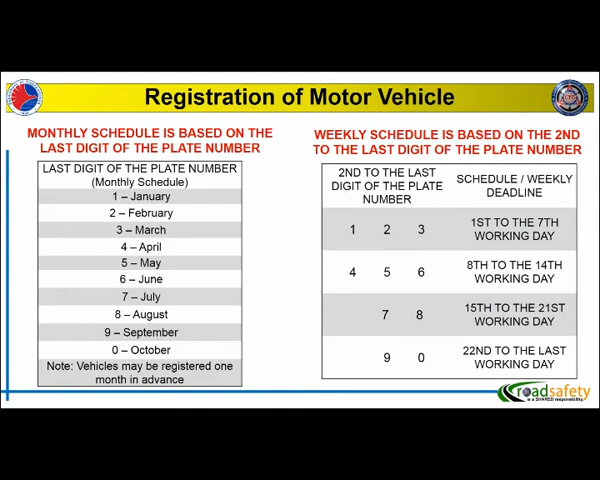 Registration of Motor Vehicle
MONTHLY SCHEDULE IS BASED ON THE
LAST DIGIT OF THE PLATE NUMBER
LAST DIGIT OF THE PLATE NUMBER
(Monthly Schedule)
1 – January
2 – February
3 – March
4 – April
5 – May
6 – June
7 – July
8 – August
9 – September
0 – October
Note: Vehicles may be registered one
month in advance
WEEKLY SCHEDULE IS BASED ON THE 2ND
TO THE LAST DIGIT OF THE PLATE NUMBER
2ND TO THE LAST
DIGIT OF THE PLATE
NUMBER
SCHEDULE / WEEKLY
DEADLINE
1 2 3
1ST TO THE 7TH
WORKING DAY
4 5 6
8TH TO THE 14TH
WORKING DAY
7 8
15TH TO THE 21ST
WORKING DAY
9 0
22ND TO THE LAST
WORKING DAY
roadsafety
is a SHARED responsibility.